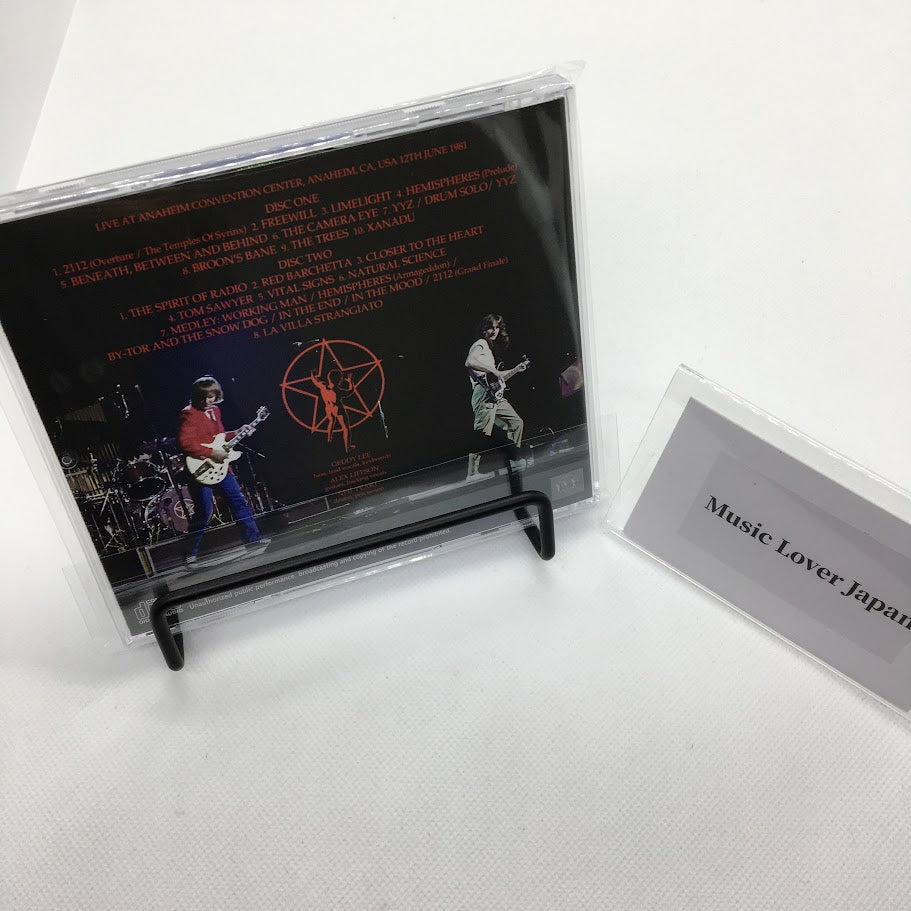 LIVE AT ANAHEIM CONVENTION CENTER, ANAHEIM, CA, USA 12TH JUNE 1981
DISC ONE
1. 2112 (Overture / The Temples Of Syrinx) 2. FREEWILL 3. LIMELIGHT 4. HEMISPHERES (Prelude)
5. BENEATH, BETWEEN AND BEHIND 6. THE CAMERA EYE 7. YYZ / DRUM SOLO / YYZ
8. BROON'S BANE 9. THE TREES 10. XANADU
DISC TWO
1. THE SPIRIT OF RADIO 2. RED BARCHETTA 3. CLOSER TO THE HEART
4. TOM SAWYER 5. VITAL SIGNS 6. NATURAL SCIENCE
7. MEDLEY: WORKING MAN / HEMISPHERES (Armageddon) /
BY-TOR AND THE SNOW DOG / IN THE END / IN THE MOOD / 2112 (Grand Finale)
8. LA VILLA STRANGIATO
GEDDY LEE
bass, lead vocals, keyboards
ALEX LIFESON
Unauthorized public performance, broadcasting and copying of the record prohibited.
Music Lover Japan